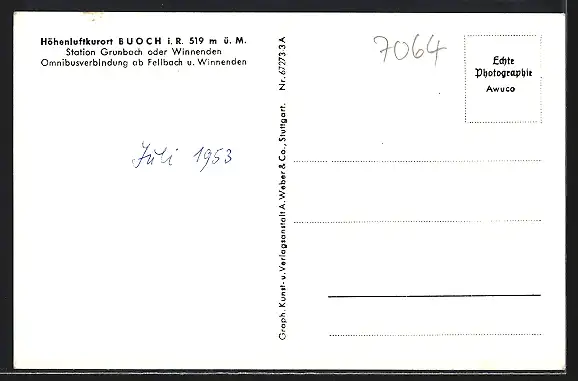 Höhenluftkurort BUOCH i. R. 519 m ü. M.
Station Grunbach oder Winnenden
Omnibusverbindung ab Fellbach u. Winnenden
Juli 1953
Graph. Kunst- u. Verlagsanstalt A. Weber & Co., Stuttgart. Nr. 67273.3 A
7064
Echte
Photographie
Awuco